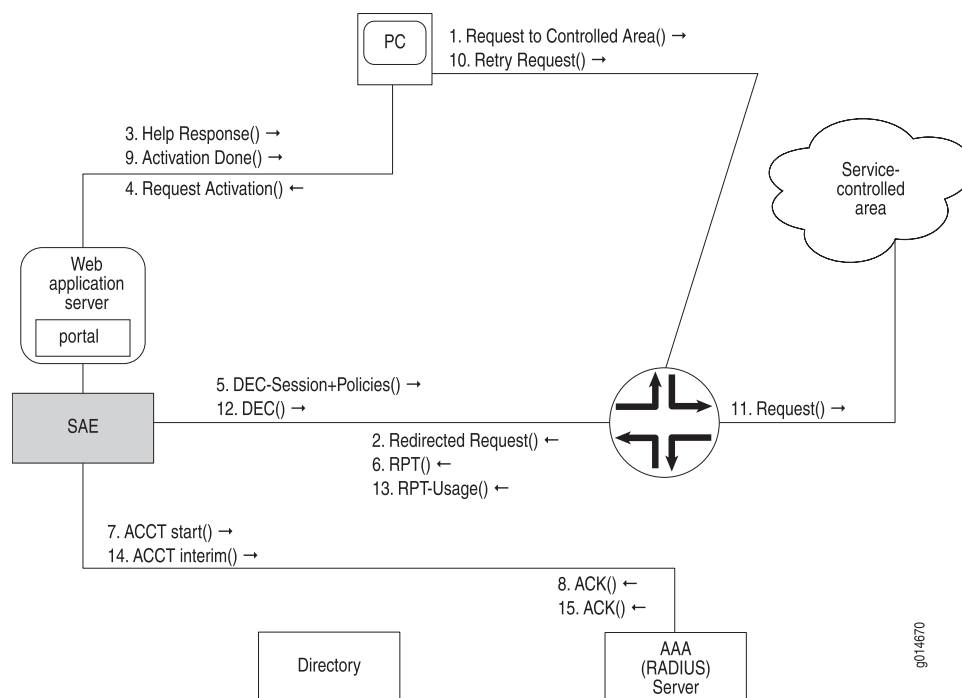 PC
1. Request to Controlled Area() →
10. Retry Request() →
3. Help Response() →
9. Activation Done() →
4. Request Activation() ←
Service-
controlled
area
Web
application
server
portal
5. DEC-Session+Policies() →
12. DEC() →
SAE
11. Request() →
2. Redirected Request() ←
6. RPT() ←
13. RPT-Usage() ←
7. ACCT start() →
14. ACCT interim() →
8. ACK() ←
15. ACK() ←
Directory
AAA
(RADIUS)
Server
g014670